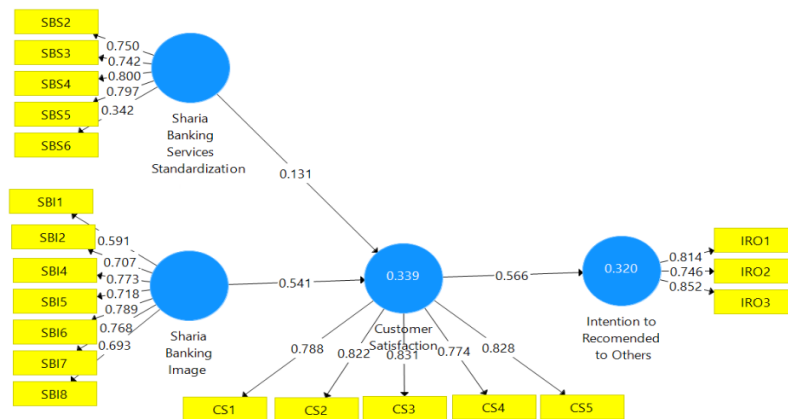 SBS2
SBS3
SBS4
SBS5
SBS6
0.750
0.742
0.800
0.797
0.342
Sharia
Banking
Services
Standardization
0.131
SBI1
SBI2
SBI4
SBI5
SBI6
SBI7
SBI8
0.591
0.707
0.773
0.718
0.789
0.768
0.693
Sharia
Banking
Image
0.541
0.339
Customer
Satisfaction
0.566
0.320
Intention to
Recomended
to Others
0.814
0.746
0.852
IRO1
IRO2
IRO3
0.788
0.822
0.831
0.774
0.828
CS1
CS2
CS3
CS4
CS5